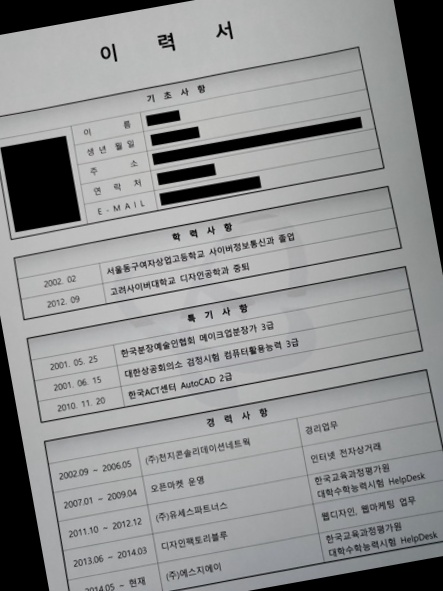 이 력 서
기 초 사 항
이 름
생 년 월 일
주 소
연 락 처
E - M A I L
학 력 사 항
2002. 02 서울동구여자상업고등학교 사이버정보통신과 졸업
2012. 09 고려사이버대학교 디자인공학과 중퇴
특 기 사 항
2001. 05. 25 한국분장예술인협회 메이크업분장가 3급
2001. 06. 15 대한상공회의소 검정시험 컴퓨터활용능력 3급
2010. 11. 20 한국ACT센터 AutoCAD 2급
경 력 사 항
2002.09 ~ 2006.05 (주)천지콘솔리데이션네트웍 경리업무
2007.01 ~ 2009.04 오픈마켓 운영 인터넷 전자상거래
2011.10 ~ 2012.12 (주)유세스파트너스 한국교육과정평가원
대학수학능력시험 HelpDesk
2013.06 ~ 2014.03 디자인팩토리블루 웹디자인, 웹마케팅 업무
2014.05 ~ 현재 (주)에스지에이 한국교육과정평가원
대학수학능력시험 HelpDesk